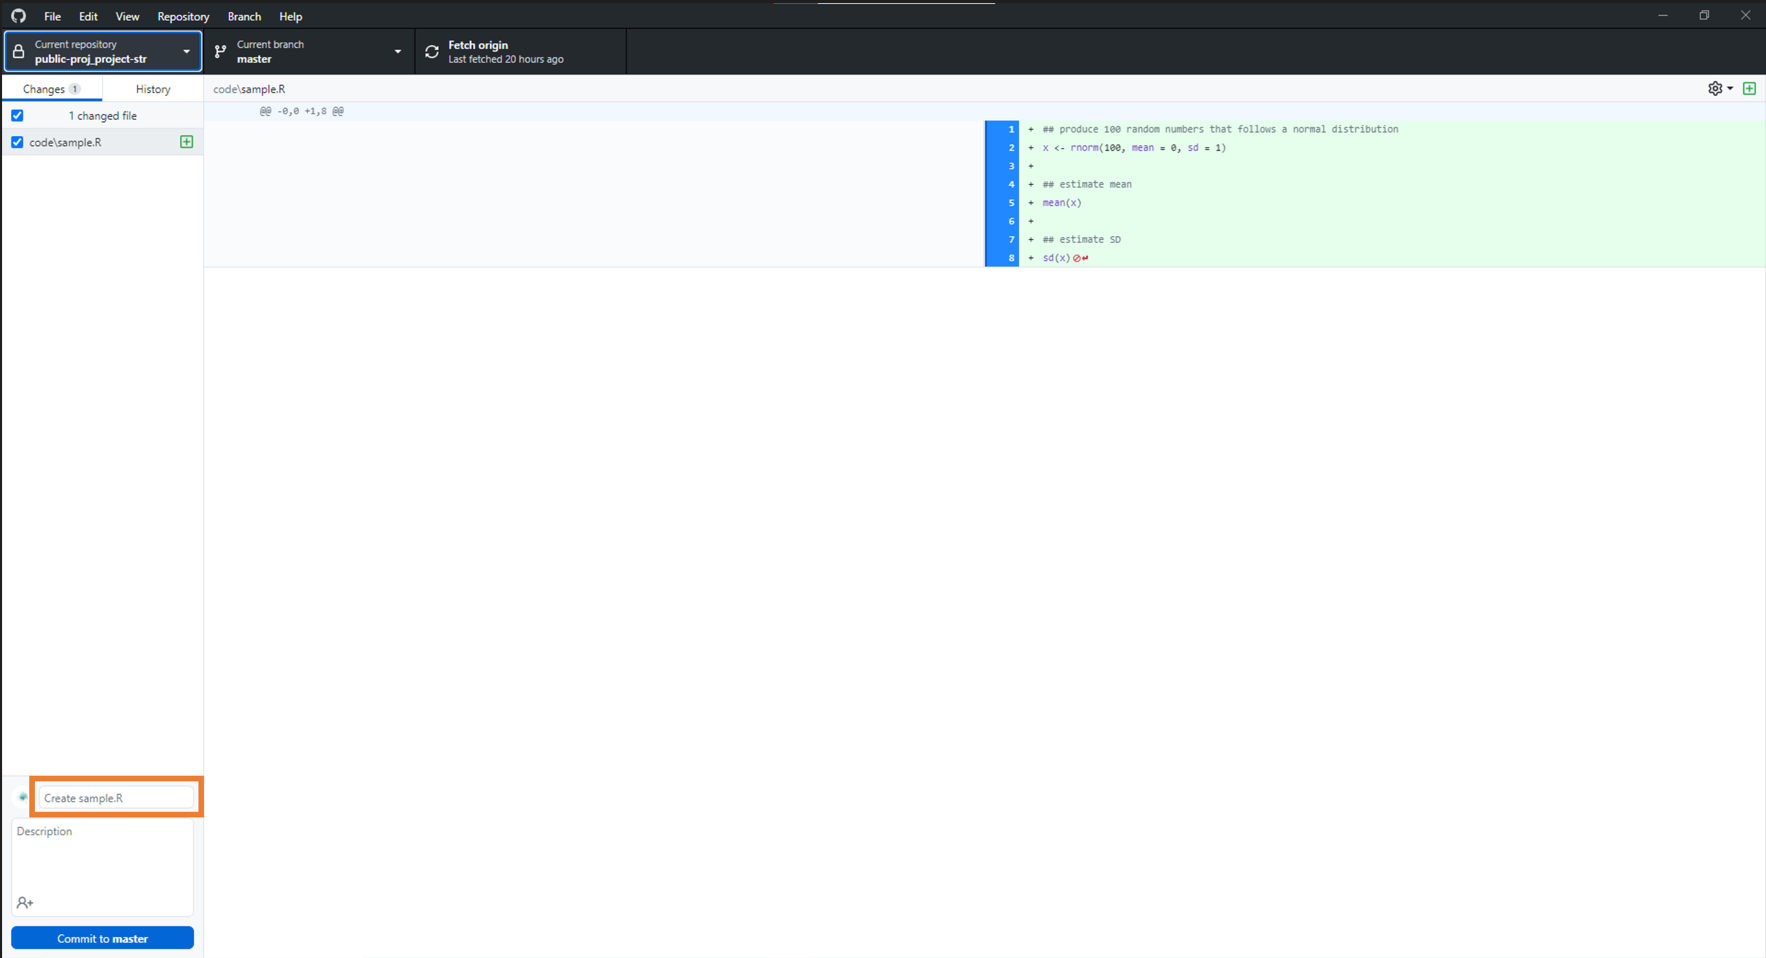 File Edit View Repository Branch Help
Current repository
public-proj_project-str
Current branch
master
Fetch origin
Last fetched 20 hours ago
Changes 1 History
code\sample.R
1 changed file
code\sample.R
@@ -0,0 +1,8 @@
1 + ## produce 100 random numbers that follows a normal distribution
2 + x <- rnorm(100, mean = 0, sd = 1)
3 +
4 + ## estimate mean
5 + mean(x)
6 +
7 + ## estimate SD
8 + sd(x)
Create sample.R
Description
Commit to master